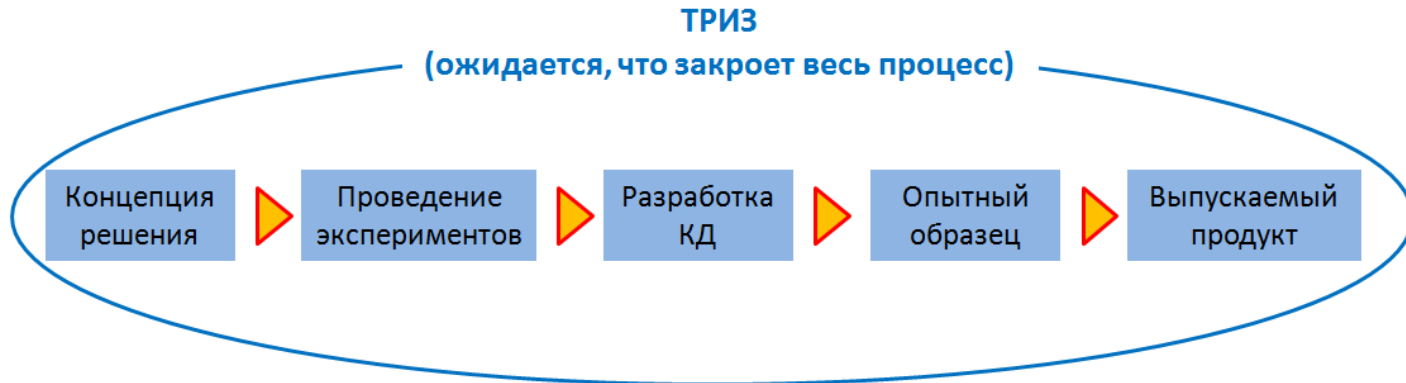 ТРИЗ
(ожидается, что закроет весь процесс)
Концепция
решения
Проведение
экспериментов
Разработка
КД
Опытный
образец
Выпускаемый
продукт